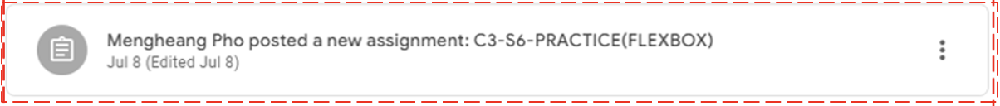 Mengheang Pho posted a new assignment: C3-S6-PRACTICE(FLEXBOX)
Jul 8 (Edited Jul 8)